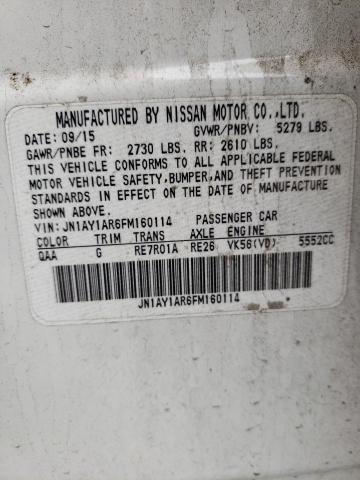 MANUFACTURED BY NISSAN MOTOR CO.,LTD.
DATE: 09/15 GVWR/PNBV: 5279 LBS.
GAWR/PNBE FR: 2730 LBS. RR: 2610 LBS.
THIS VEHICLE CONFORMS TO ALL APPLICABLE FEDERAL
MOTOR VEHICLE SAFETY,BUMPER,AND THEFT PREVENTION
STANDARDS IN EFFECT ON THE DATE OF MANUFACTURE
SHOWN ABOVE.
VIN: JN1AY1AR6FM160114 PASSENGER CAR
COLOR TRIM TRANS AXLE ENGINE
QAA G RE7R01A RE26 VK56(VD) 5552CC
JN1AY1AR6FM160114